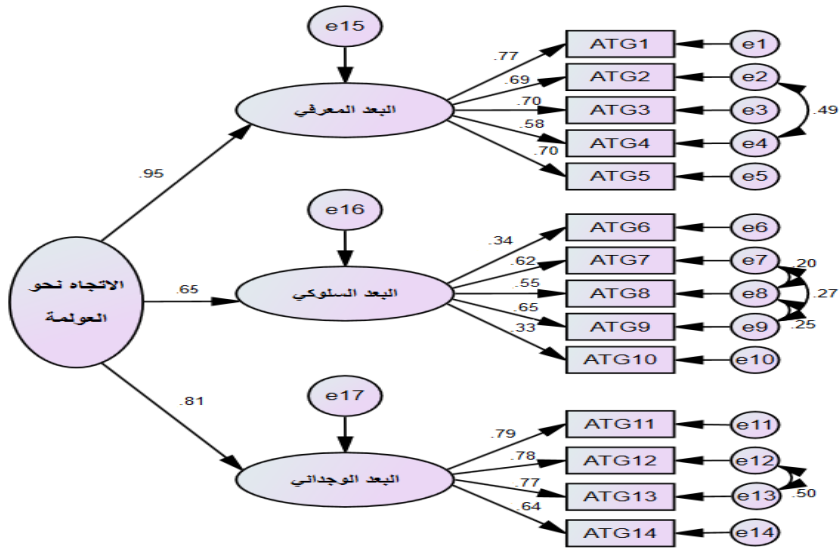 e15
.77
ATG1
e1
.69
ATG2
e2
البعد المعرفي
.70
ATG3
e3
.49
.58
ATG4
e4
.70
ATG5
e5
.95
e16
.34
ATG6
e6
.62
ATG7
e7
.20
الاتجاه نحو
العولمة
.65
البعد السلوكي
.55
ATG8
e8
.27
.65
ATG9
e9
.25
.33
ATG10
e10
.81
e17
.79
ATG11
e11
.78
ATG12
e12
البعد الوجداني
.77
ATG13
e13
.50
.64
ATG14
e14